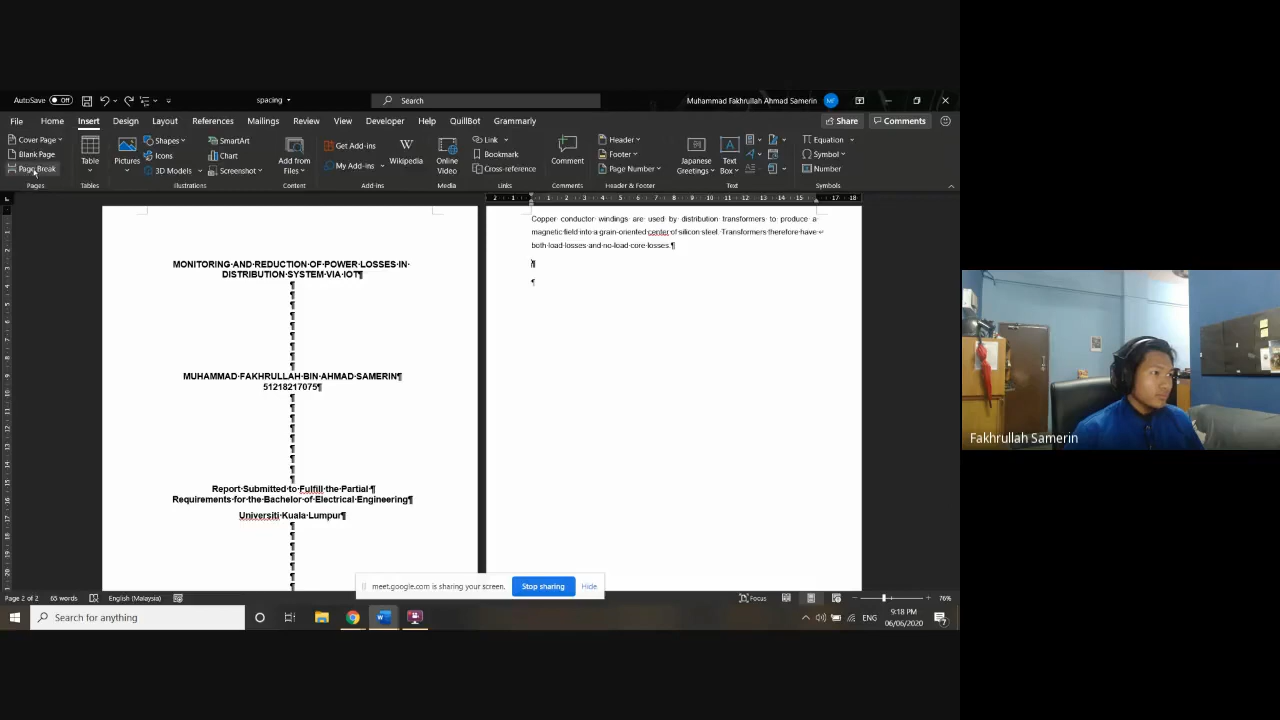 AutoSave Off
spacing
Search
Muhammad Fakhrullah Ahmad Samerin
MF
File Home Insert Design Layout References Mailings Review View Developer Help QuillBot Grammarly
Share
Comments
Cover Page
Blank Page
Page Break
Pages
Table
Tables
Pictures
Shapes
Icons
3D Models
SmartArt
Chart
Screenshot
Illustrations
Add from
Files
Content
Get Add-ins
My Add-ins
Wikipedia
Add-ins
Online
Video
Media
Link
Bookmark
Cross-reference
Links
Comment
Comments
Header
Footer
Page Number
Header & Footer
Japanese
Greetings
Text
Box
Text
Equation
Symbol
Number
Symbols
MONITORING·AND·REDUCTION·OF·POWER·LOSSES·IN·
DISTRIBUTION·SYSTEM·VIA·IOT¶
MUHAMMAD·FAKHRULLAH·BIN·AHMAD·SAMERIN¶
51218217075¶
Report·Submitted·to·Fulfill·the·Partial·¶
Requirements·for·the·Bachelor·of·Electrical·Engineering¶
Universiti·Kuala·Lumpur¶
Copper· conductor· windings· are· used· by· distribution· transformers· to· produce· a·
magnetic·field·into·a·grain-oriented·center·of·silicon·steel.·Transformers·therefore·have·
both·load·losses·and·no-load·core·losses.¶
¶
¶
meet.google.com is sharing your screen.
Stop sharing
Hide
Page 2 of 2
65 words
English (Malaysia)
Focus
76%
Search for anything
ENG
9:18 PM
06/06/2020
Fakhrullah Samerin